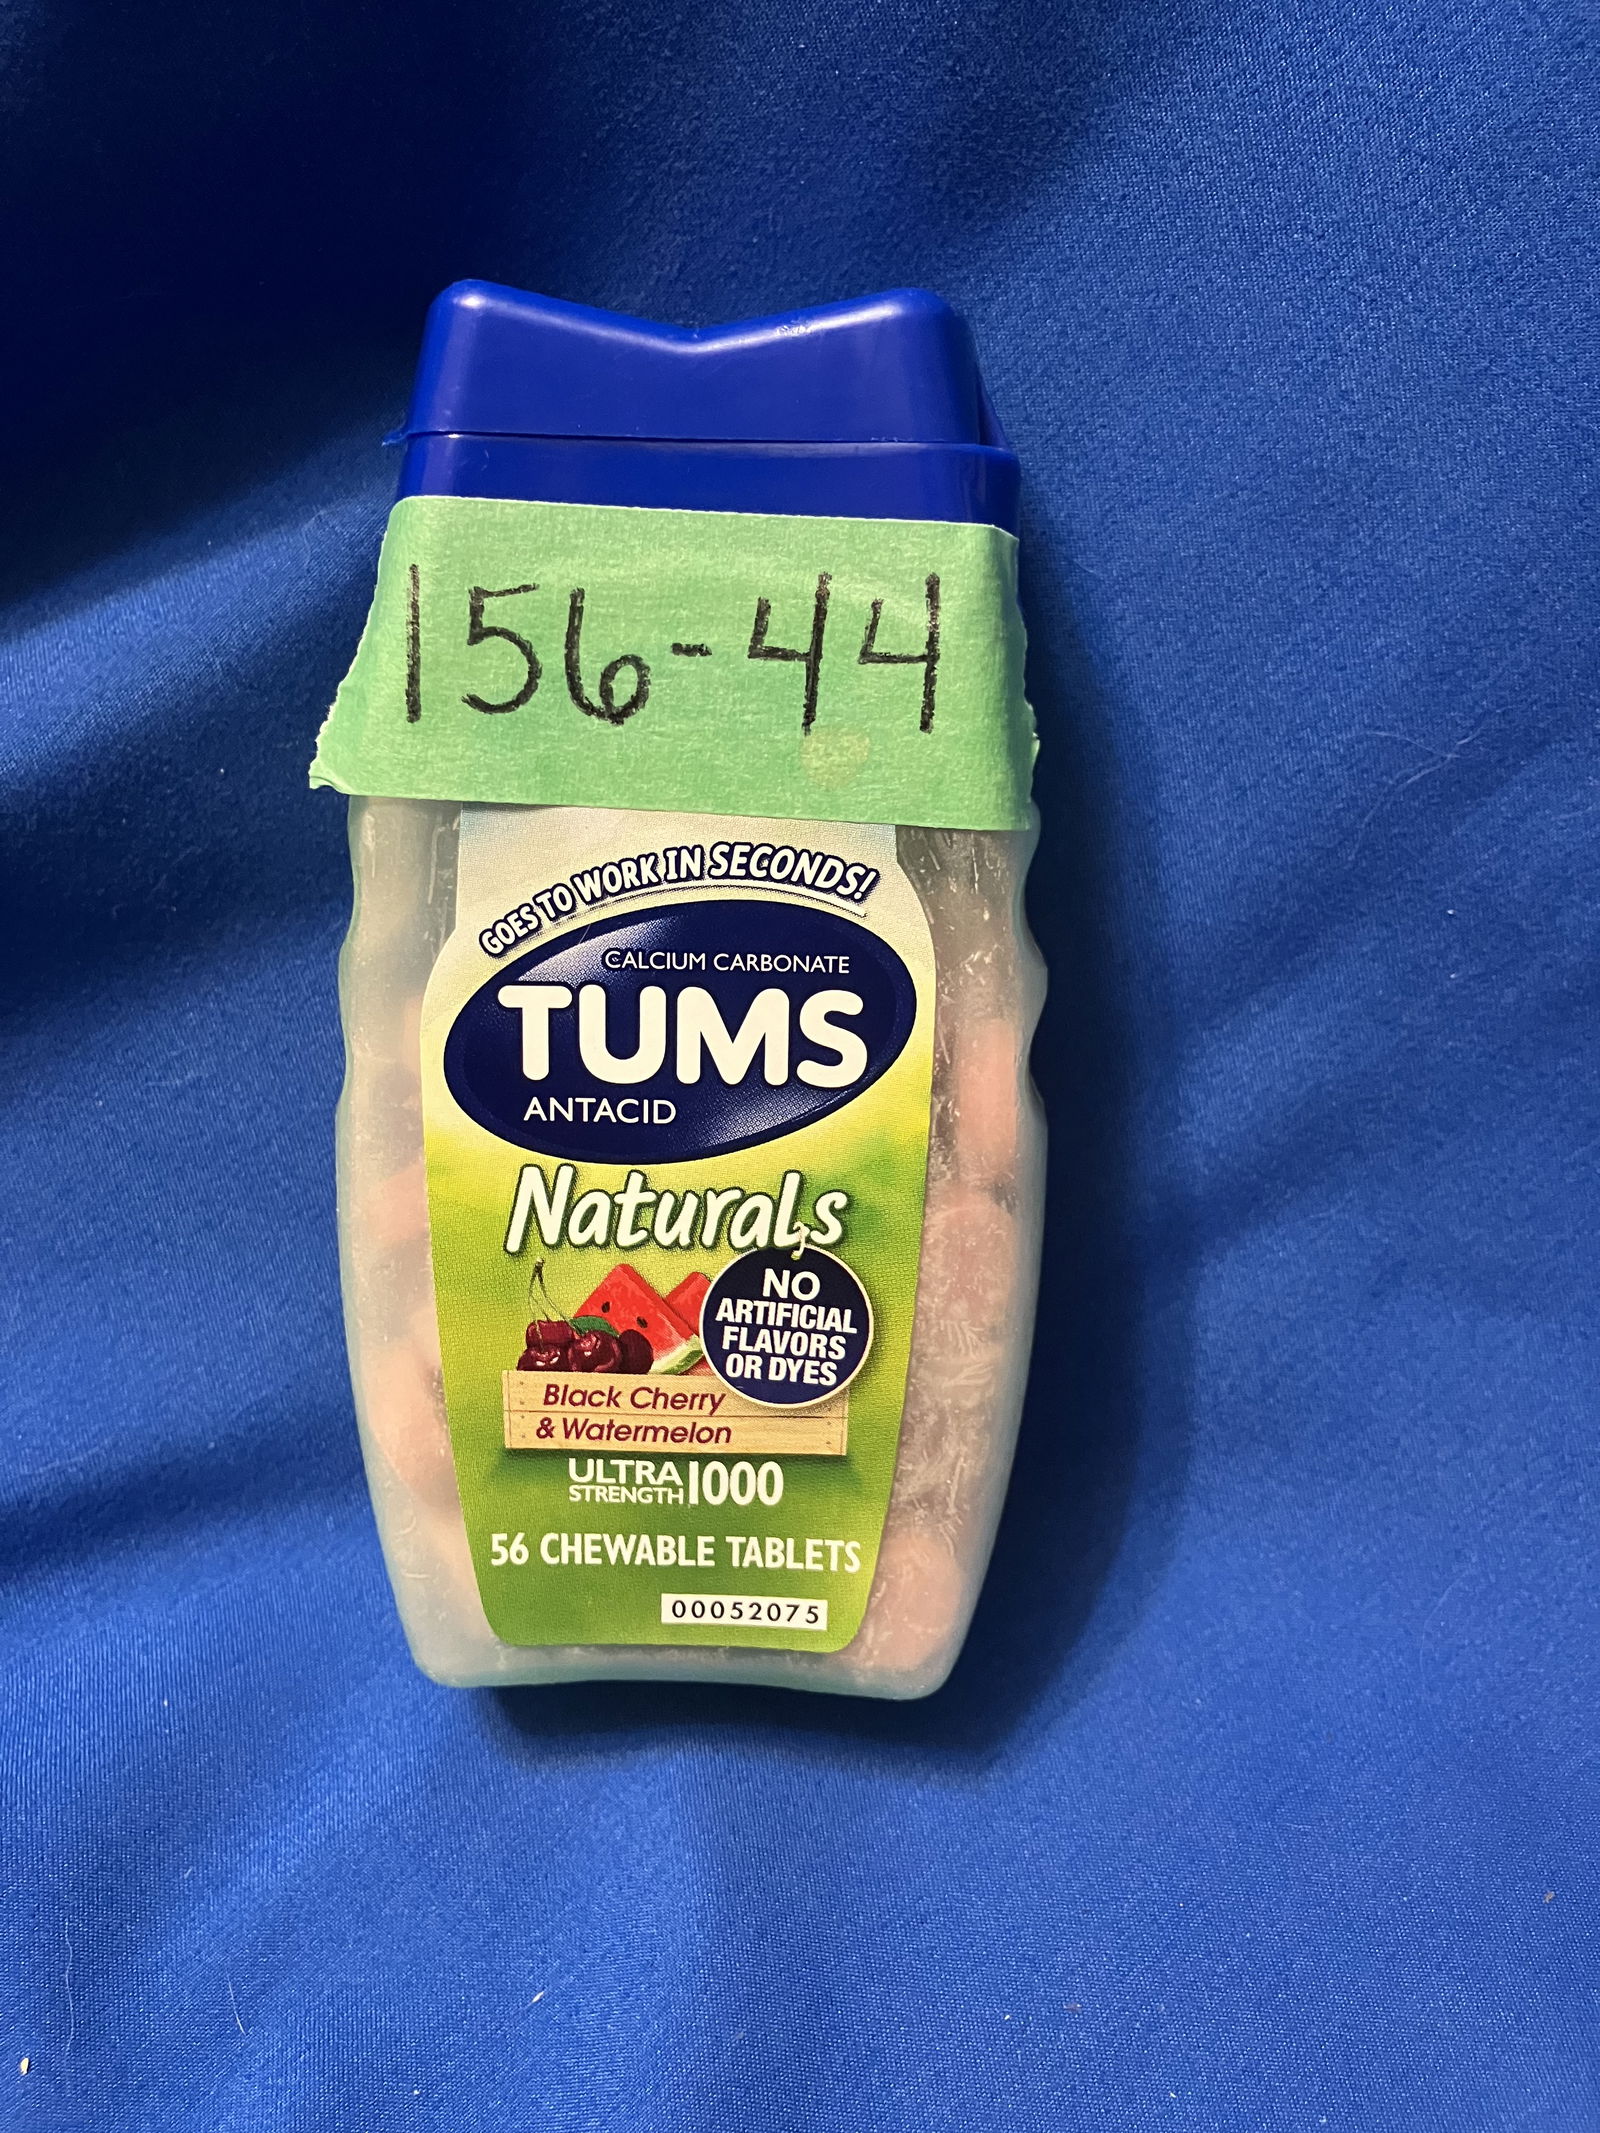 156-44
GOES TO WORK IN SECONDS!
CALCIUM CARBONATE
TUMS
ANTACID
Naturals
NO
ARTIFICIAL
FLAVORS
OR DYES
Black Cherry
& Watermelon
ULTRA
STRENGTH 1000
56 CHEWABLE TABLETS
00052075